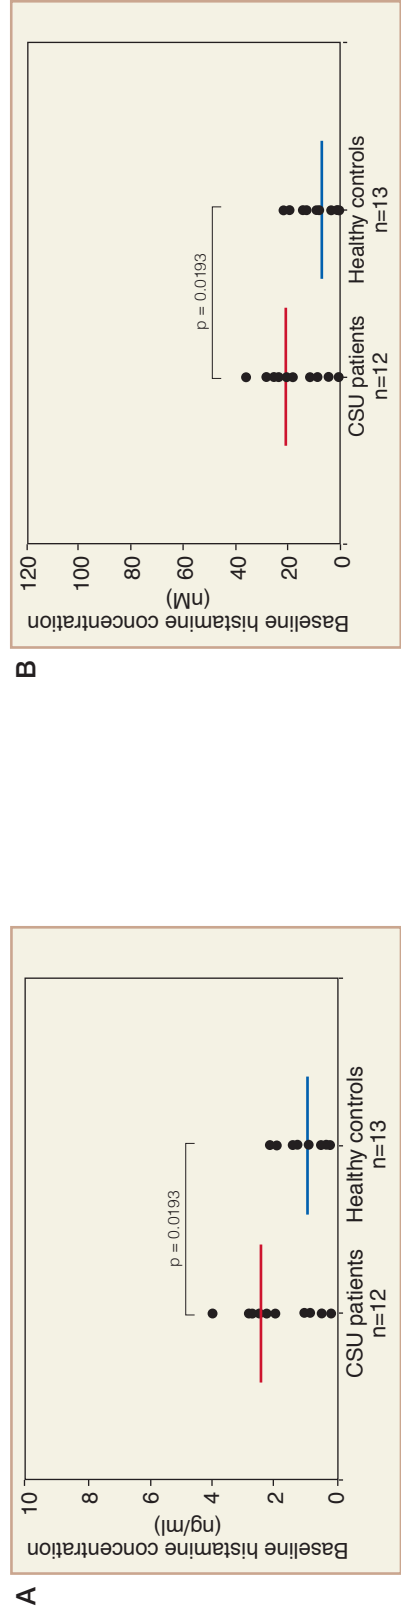 A
Baseline histamine concentration
(ng/ml)
10
8
6
4
2
0
p = 0.0193
CSU patients
n=12
Healthy controls
n=13
B
Baseline histamine concentration
(nM)
120
100
80
60
40
20
0
p = 0.0193
CSU patients
n=12
Healthy controls
n=13